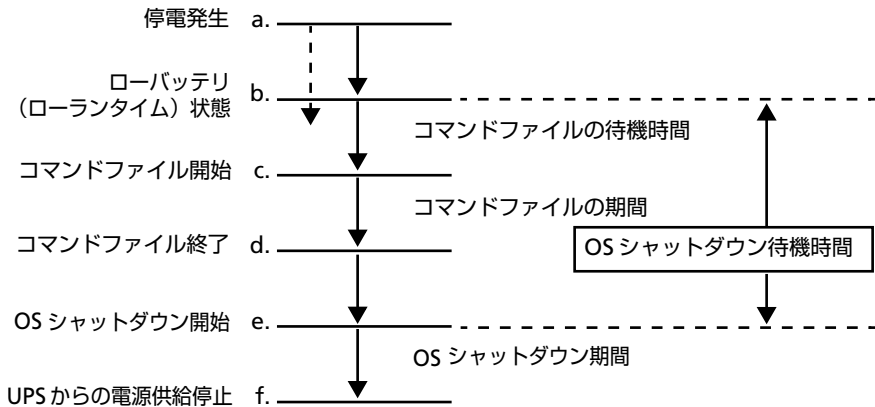 停電発生 a.
ローバッテリ
（ローランタイム）状態 b.
コマンドファイルの待機時間
コマンドファイル開始 c.
コマンドファイルの期間
コマンドファイル終了 d.
OS シャットダウン待機時間
OS シャットダウン開始 e.
OS シャットダウン期間
UPS からの電源供給停止 f.